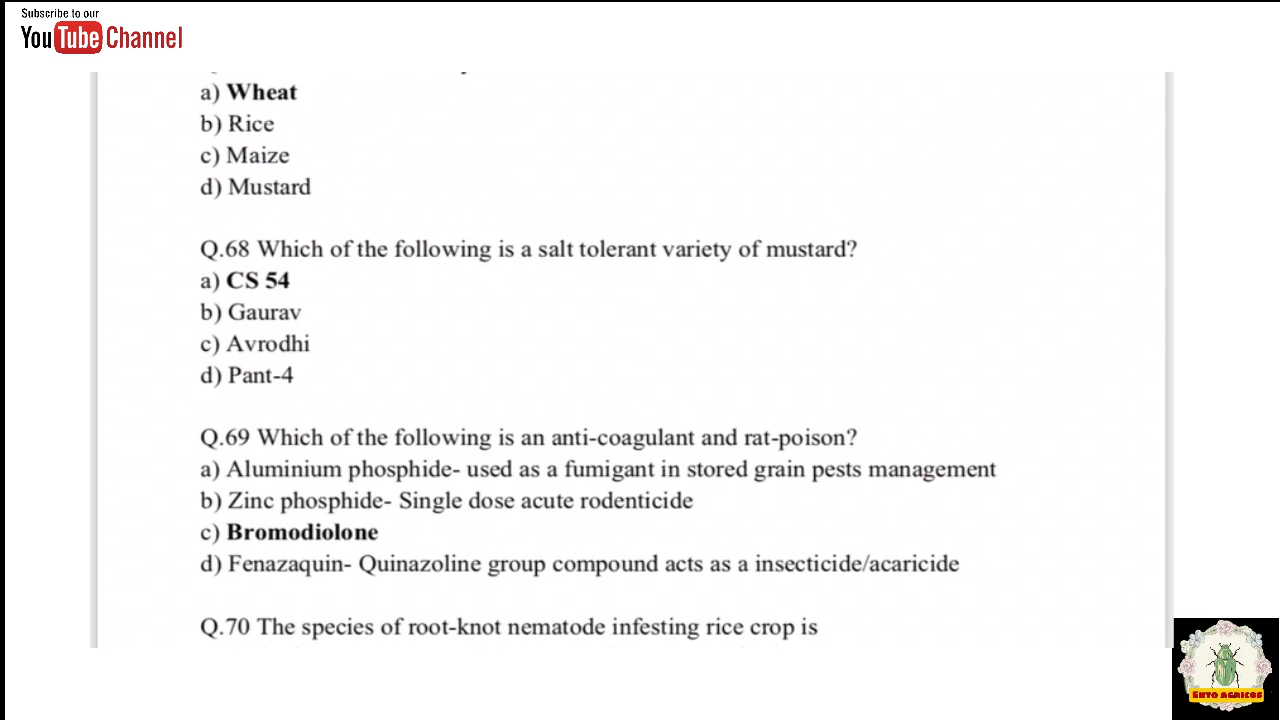 Subscribe to our
YouTube Channel
a) Wheat
b) Rice
c) Maize
d) Mustard
Q.68 Which of the following is a salt tolerant variety of mustard?
a) CS 54
b) Gaurav
c) Avrodhi
d) Pant-4
Q.69 Which of the following is an anti-coagulant and rat-poison?
a) Aluminium phosphide- used as a fumigant in stored grain pests management
b) Zinc phosphide- Single dose acute rodenticide
c) Bromodiolone
d) Fenazaquin- Quinazoline group compound acts as a insecticide/acaricide
Q.70 The species of root-knot nematode infesting rice crop is
ENTO AGRICOS